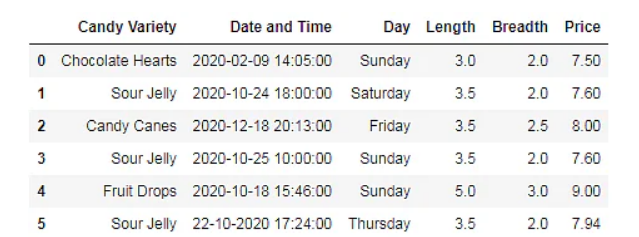 Candy Variety Date and Time Day Length Breadth Price
0 Chocolate Hearts 2020-02-09 14:05:00 Sunday 3.0 2.0 7.50
1 Sour Jelly 2020-10-24 18:00:00 Saturday 3.5 2.0 7.60
2 Candy Canes 2020-12-18 20:13:00 Friday 3.5 2.5 8.00
3 Sour Jelly 2020-10-25 10:00:00 Sunday 3.5 2.0 7.60
4 Fruit Drops 2020-10-18 15:46:00 Sunday 5.0 3.0 9.00
5 Sour Jelly 22-10-2020 17:24:00 Thursday 3.5 2.0 7.94